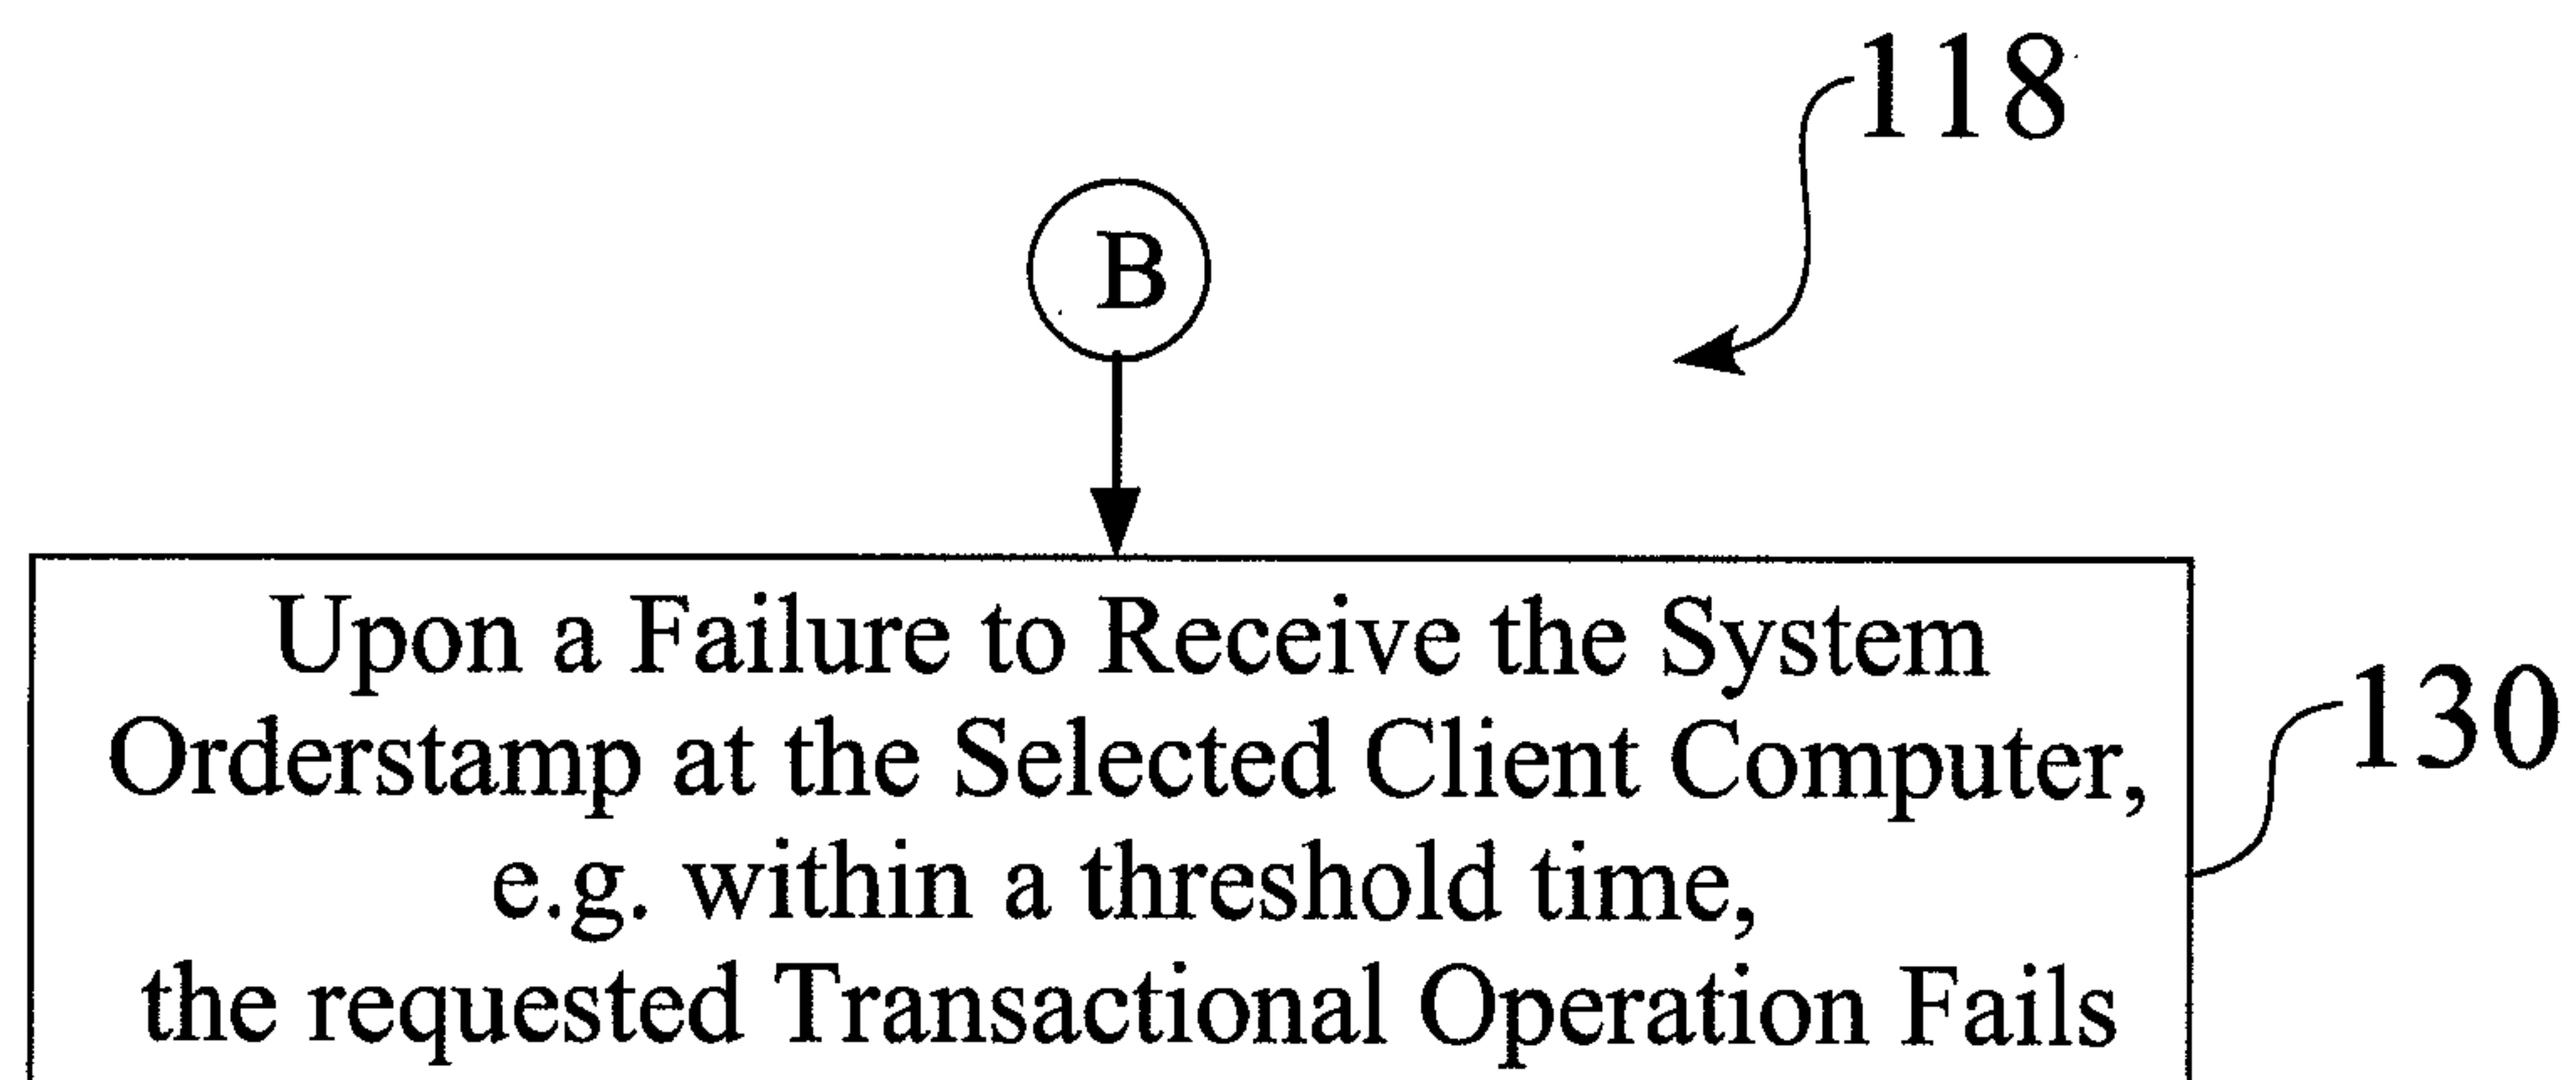 118
B
Upon a Failure to Receive the System
Orderstamp at the Selected Client Computer,
e.g. within a threshold time,
the requested Transactional Operation Fails
130